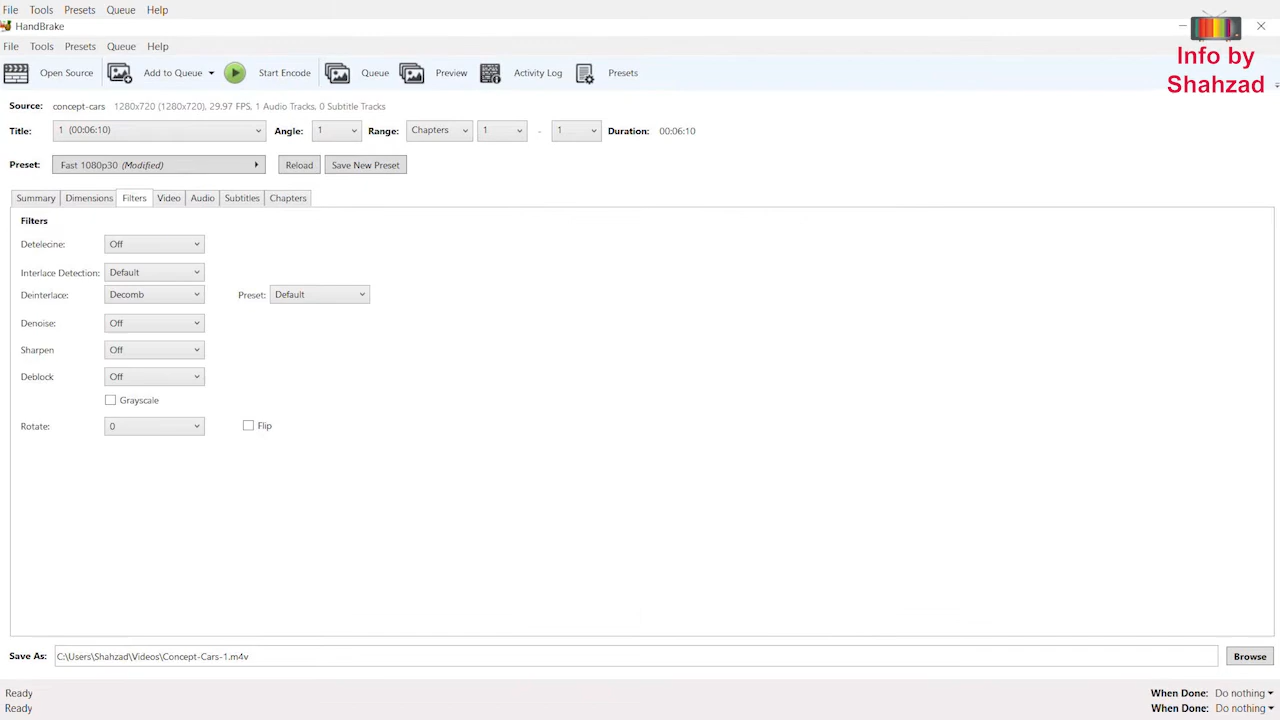 File Tools Presets Queue Help
HandBrake
File Tools Presets Queue Help
Open Source Add to Queue Start Encode Queue Preview Activity Log Presets
Info by
Shahzad
Source: concept-cars 1280x720 (1280x720), 29.97 FPS, 1 Audio Tracks, 0 Subtitle Tracks
Title: 1 (00:06:10) Angle: 1 Range: Chapters 1 - 1 Duration: 00:06:10
Preset: Fast 1080p30 (Modified) Reload Save New Preset
Summary Dimensions Filters Video Audio Subtitles Chapters
Filters
Detelecine: Off
Interlace Detection: Default
Deinterlace: Decomb Preset: Default
Denoise: Off
Sharpen Off
Deblock Off
Grayscale
Rotate: 0 Flip
Save As: C:\Users\Shahzad\Videos\Concept-Cars-1.m4v Browse
Ready When Done: Do nothing
Ready When Done: Do nothing